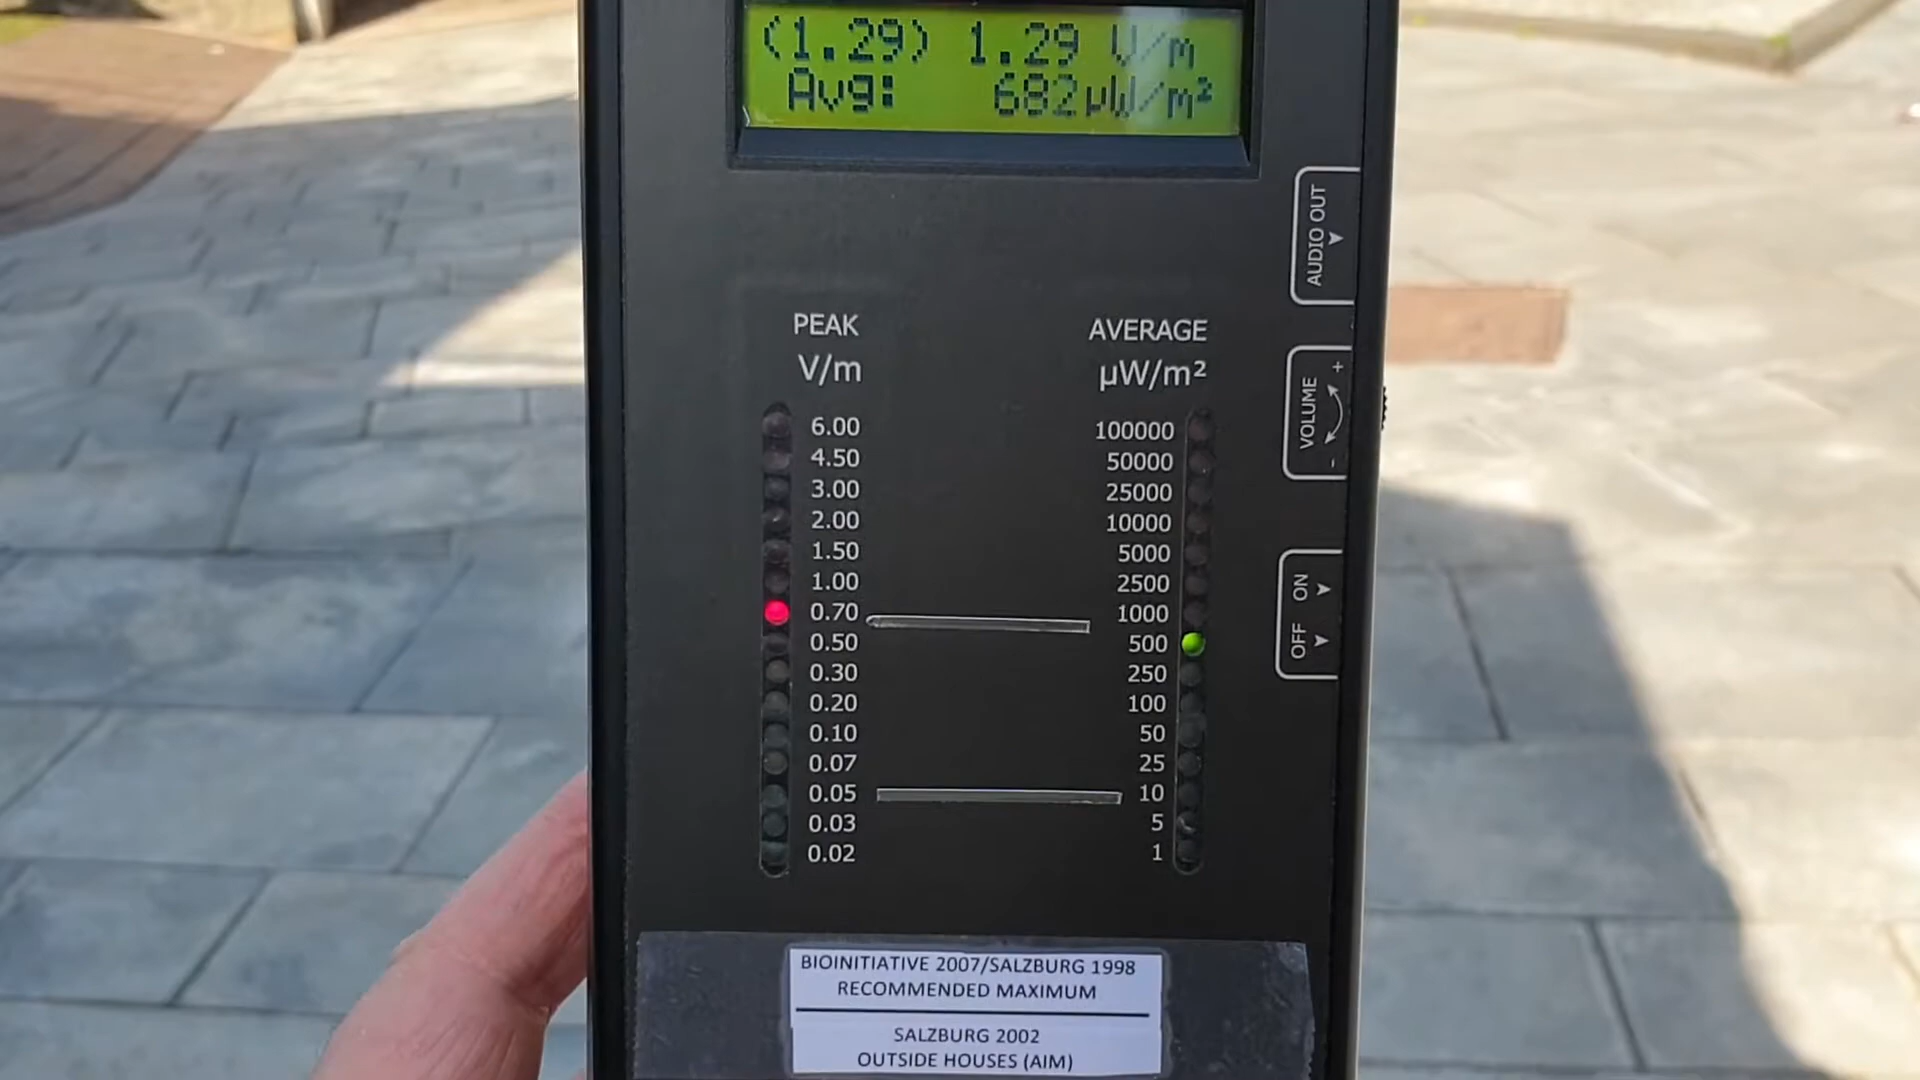 (1.29) 1.29 V/m
Avg: 682µW/m²
AUDIO OUT
PEAK
V/m
AVERAGE
µW/m²
VOLUME
- +
6.00
4.50
3.00
2.00
1.50
1.00
0.70
0.50
0.30
0.20
0.10
0.07
0.05
0.03
0.02
100000
50000
25000
10000
5000
2500
1000
500
250
100
50
25
10
5
1
OFF ON
BIOINITIATIVE 2007/SALZBURG 1998
RECOMMENDED MAXIMUM
SALZBURG 2002
OUTSIDE HOUSES (AIM)